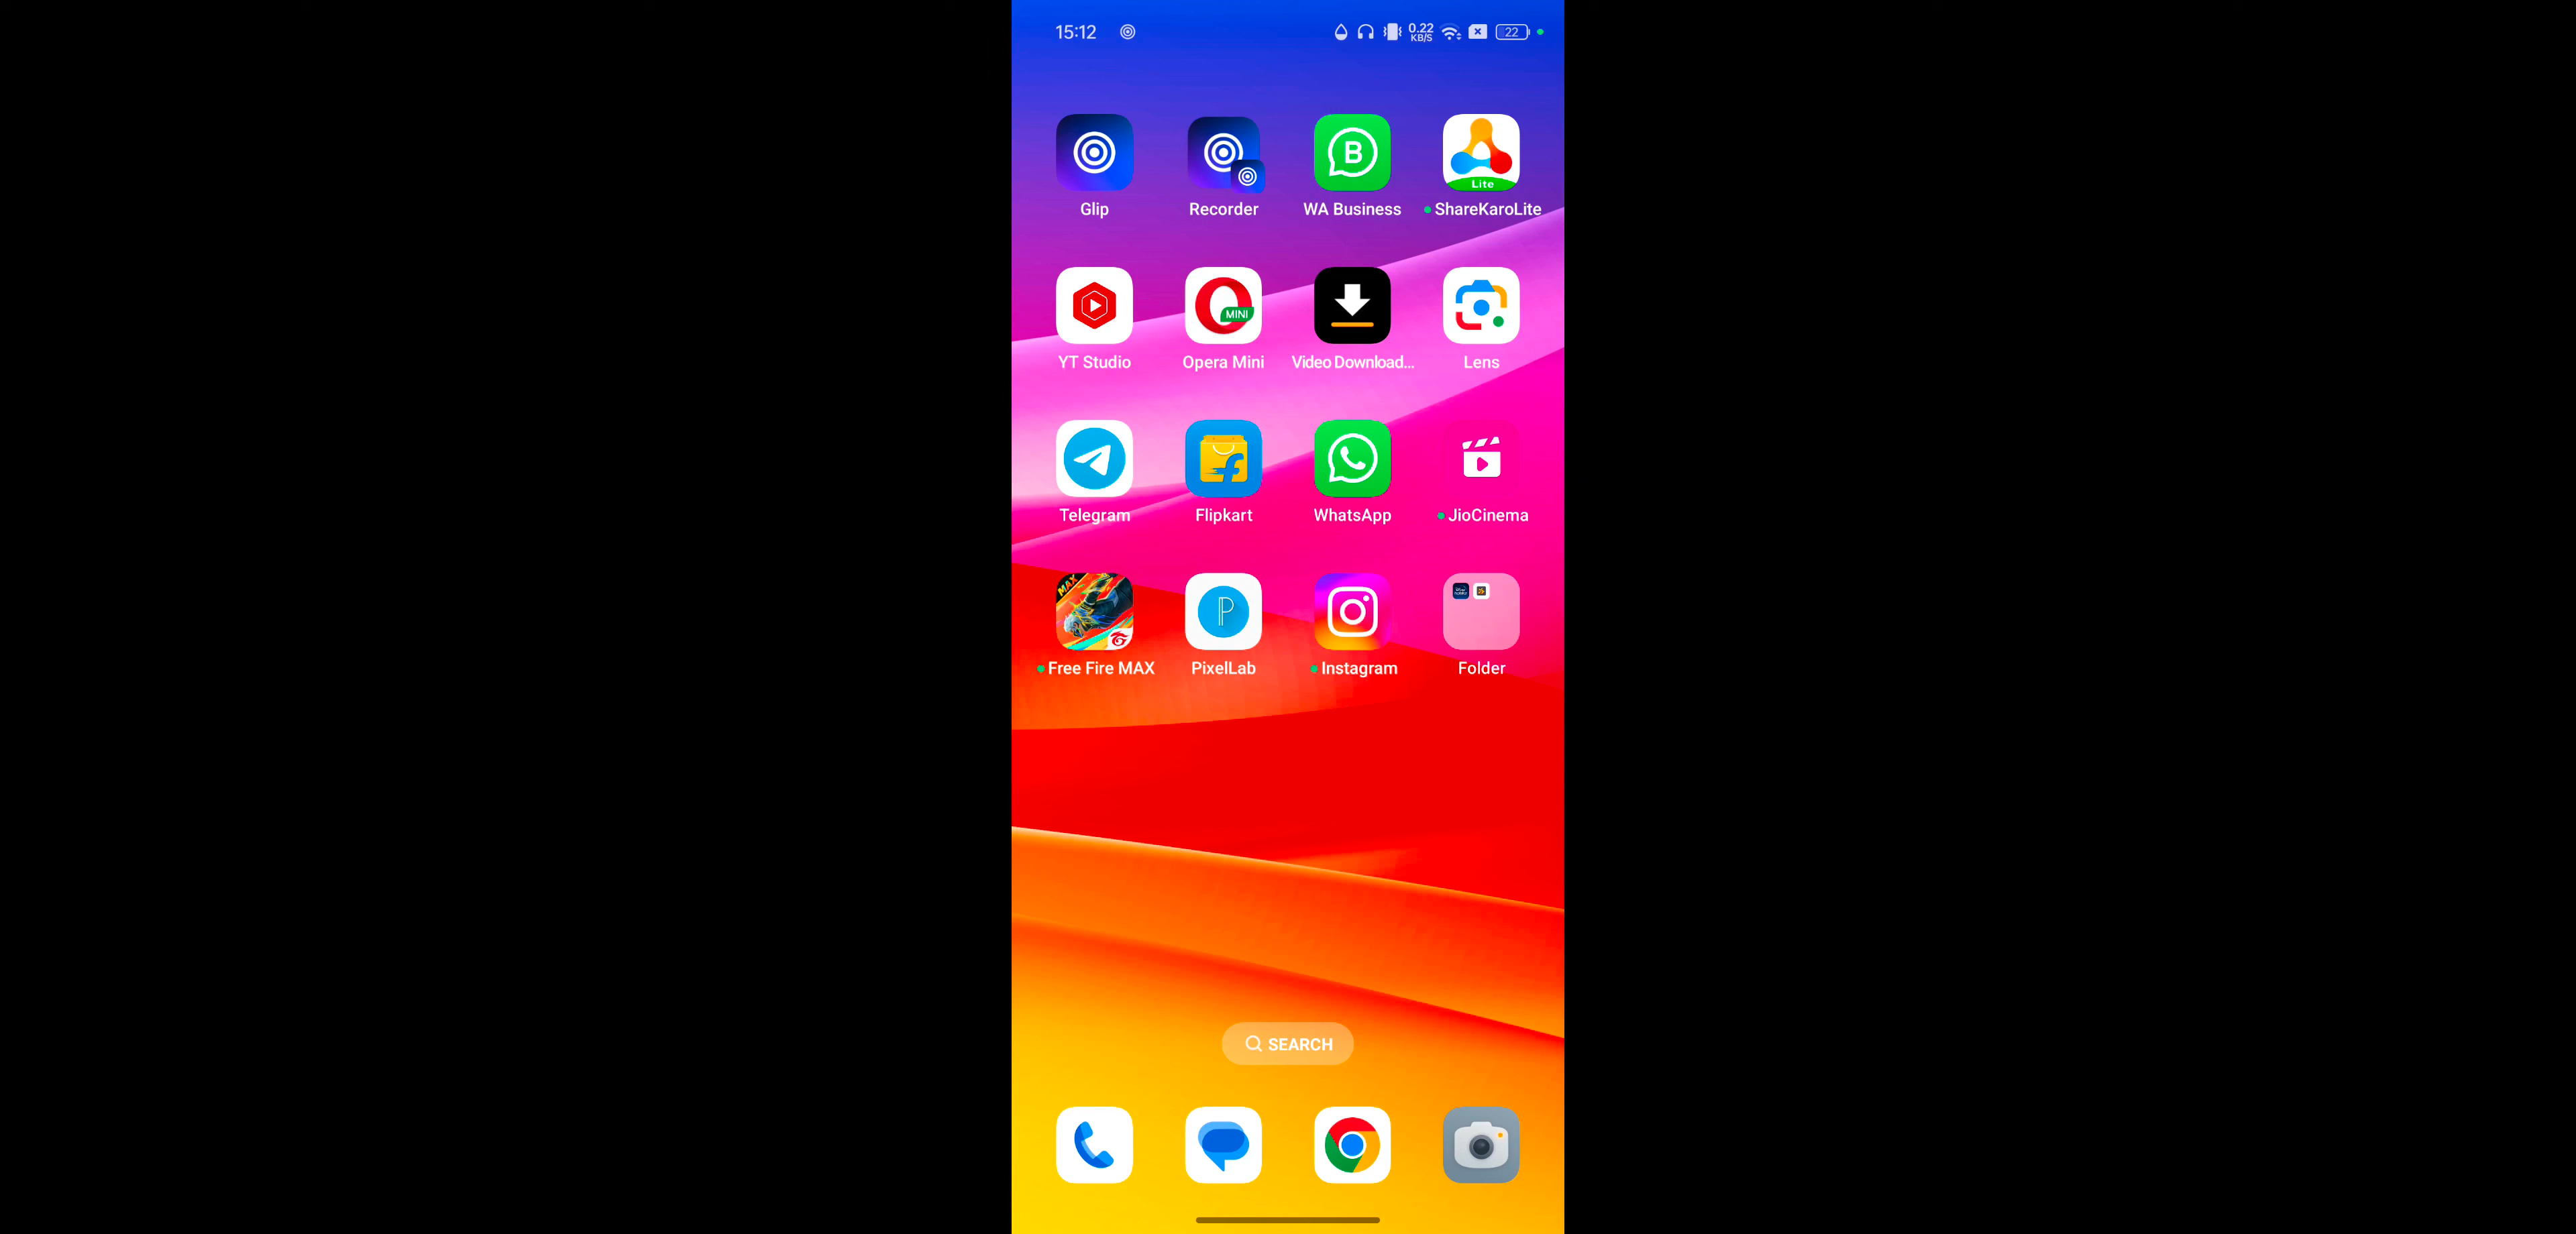 15:12 0.22 KB/S 22
Glip Recorder WA Business ShareKaroLite
Lite
MINI
YT Studio Opera Mini Video Download... Lens
Telegram Flipkart WhatsApp JioCinema
MAX
Free Fire MAX PixelLab Instagram Folder
SEARCH